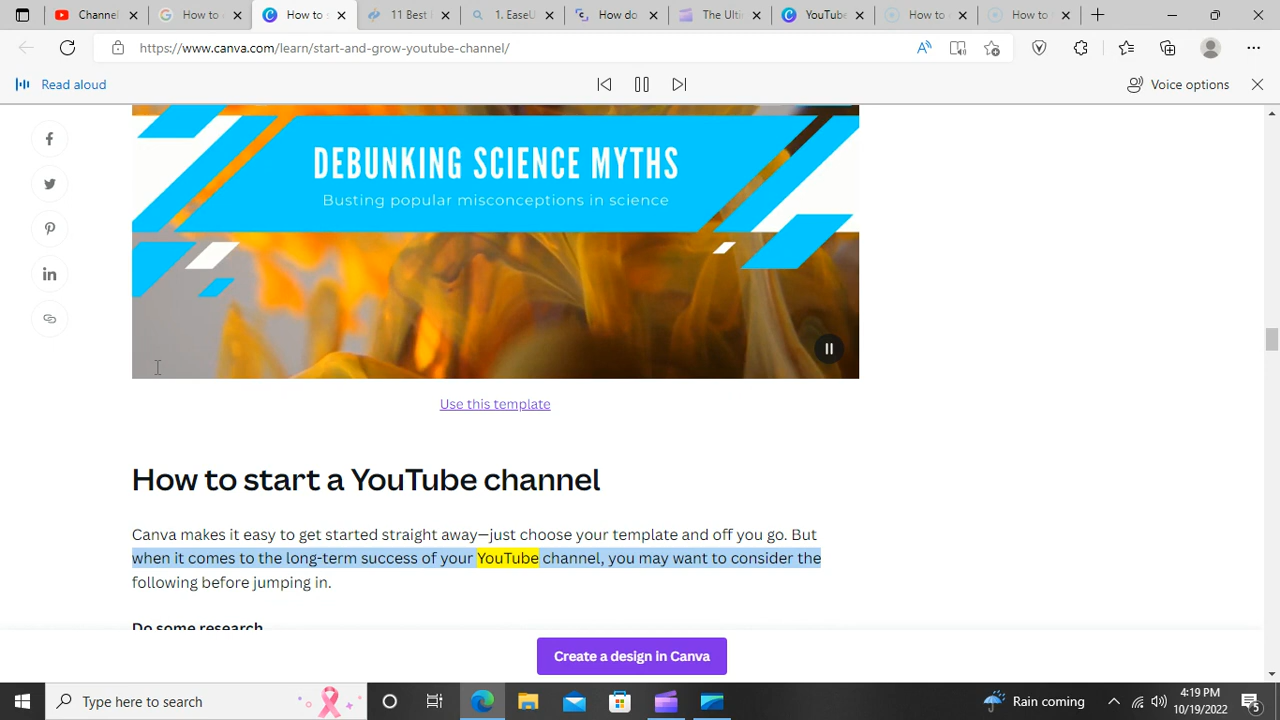 Channel
How to
How to s
11 Best
1. EaseU
How do
The Ulti
YouTube
How to c
How to
https://www.canva.com/learn/start-and-grow-youtube-channel/
Read aloud
Voice options
DEBUNKING SCIENCE MYTHS
Busting popular misconceptions in science
Use this template
How to start a YouTube channel
Canva makes it easy to get started straight away—just choose your template and off you go. But
when it comes to the long-term success of your YouTube channel, you may want to consider the
following before jumping in.
Do some research
Create a design in Canva
Type here to search
Rain coming
4:19 PM
10/19/2022
5